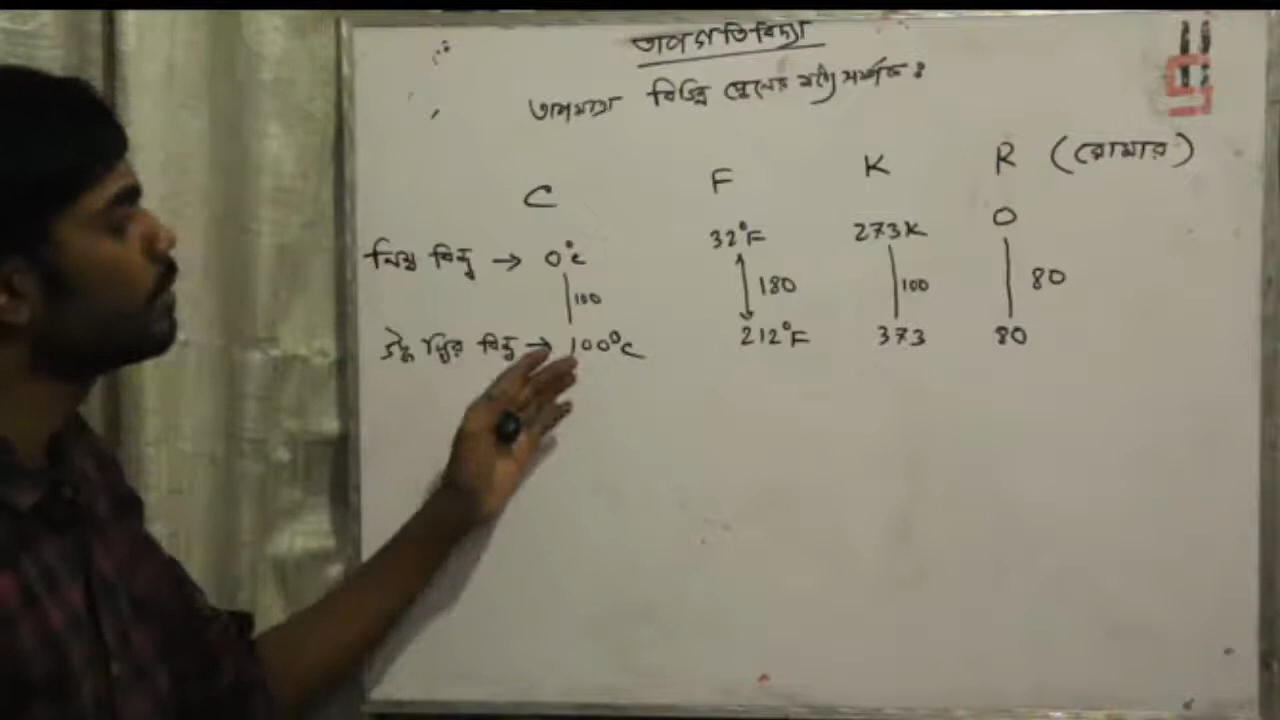 তাপগতিবিদ্যা
তাপমাত্রা বিভিন্ন স্কেলের মধ্যে সম্পর্ক :
C F K R (রোমার)
নিম্ন বিন্দু → 0°C 32°F 273K 0
100 180 100 80
ঊর্ধ্ব স্থির বিন্দু → 100°C 212°F 373 80